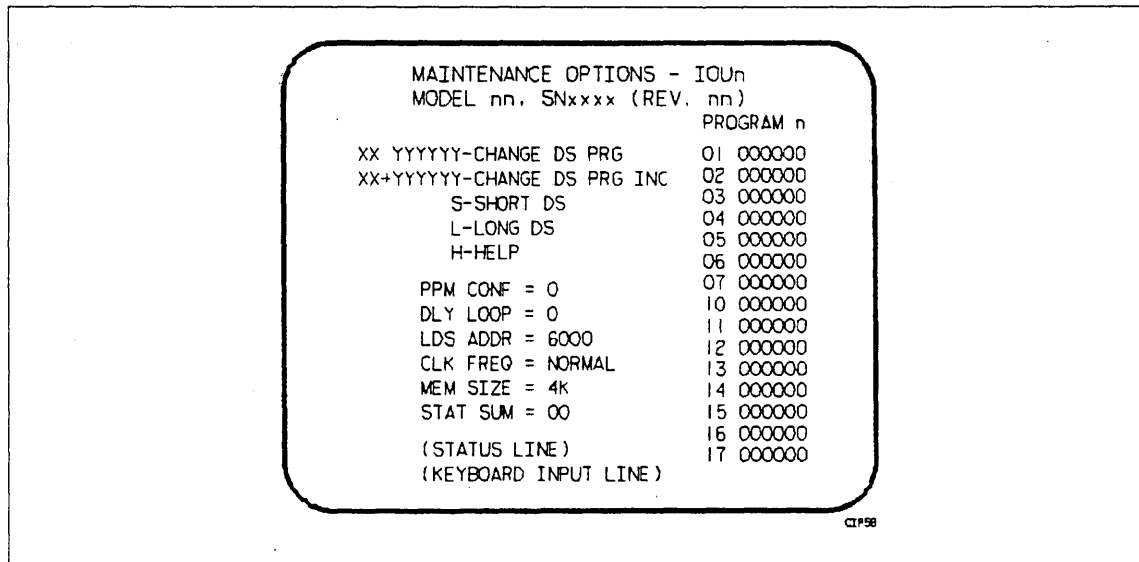 MAINTENANCE OPTIONS - IOUn
MODEL nn, SNxxxx (REV. nn)
PROGRAM n
XX YYYYYY-CHANGE DS PRG
XX+YYYYYY-CHANGE DS PRG INC
S-SHORT DS
L-LONG DS
H-HELP
PPM CONF = 0
DLY LOOP = 0
LDS ADDR = 6000
CLK FREQ = NORMAL
MEM SIZE = 4K
STAT SUM = 00
(STATUS LINE)
(KEYBOARD INPUT LINE)
01 000000
02 000000
03 000000
04 000000
05 000000
06 000000
07 000000
10 000000
11 000000
12 000000
13 000000
14 000000
15 000000
16 000000
17 000000
CIP58